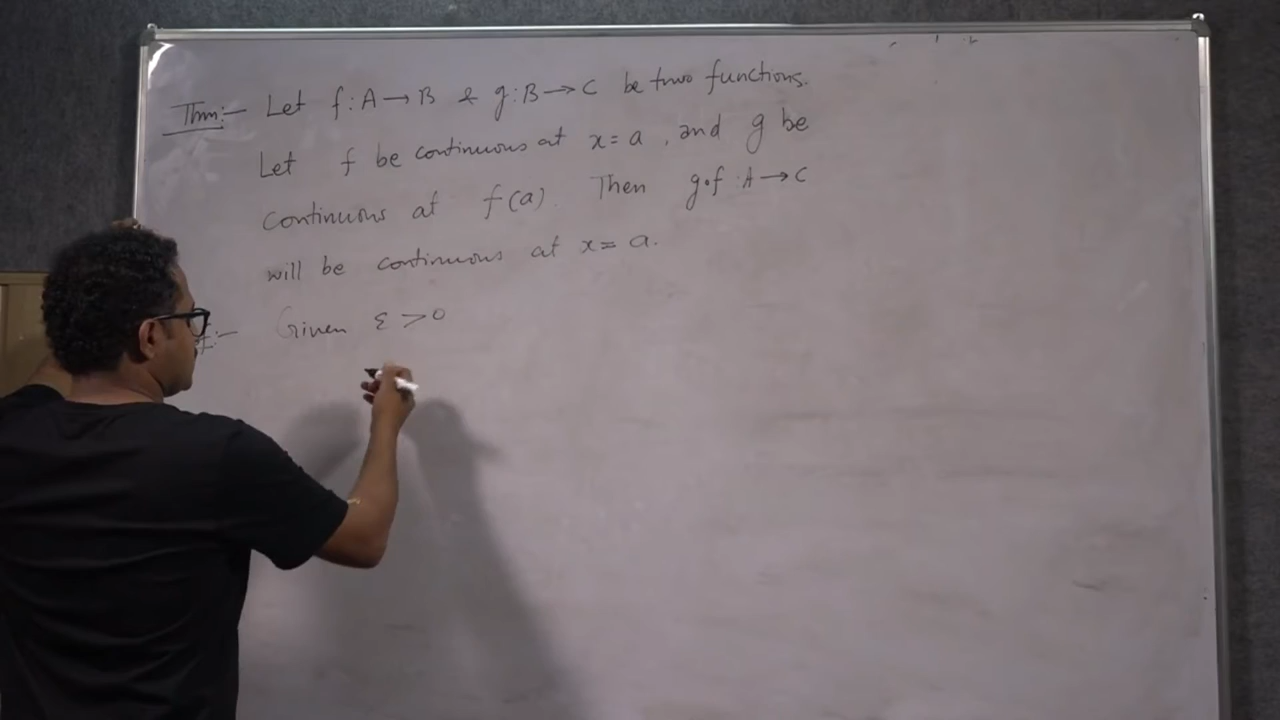 Thm:- Let f:A→B & g:B→C be two functions.
Let f be continuous at x=a, and g be
continuous at f(a). Then g∘f:A→C
will be continuous at x=a.
Given ε>0